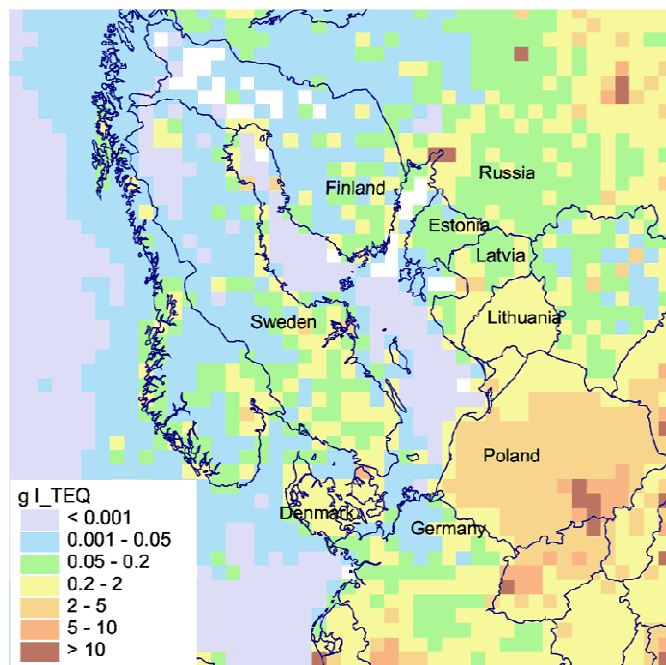 Finland
Russia
Estonia
Latvia
Lithuania
Sweden
Poland
Denmark
Germany
g I_TEQ
< 0.001
0.001 - 0.05
0.05 - 0.2
0.2 - 2
2 - 5
5 - 10
> 10